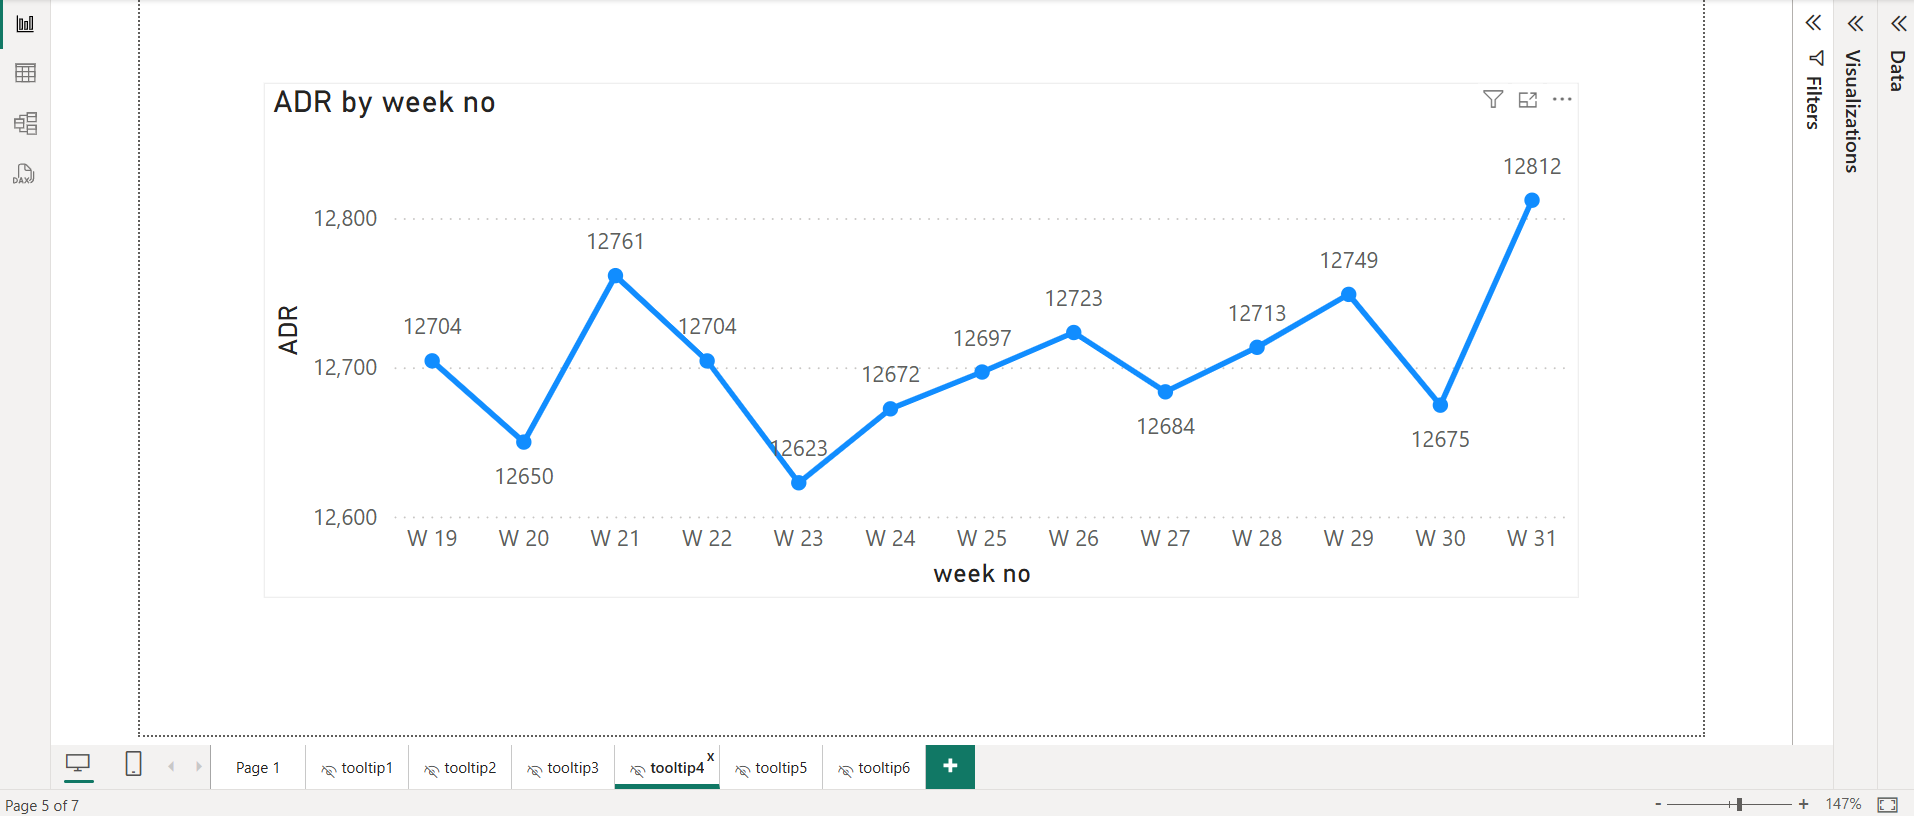 ADR by week no
12812
12,800
12761
12749
12723
12704
12704
12713
12697
12672
ADR
12,700
12684
12675
12623
12650
12,600
W 19 W 20 W 21 W 22 W 23 W 24 W 25 W 26 W 27 W 28 W 29 W 30 W 31
week no
Filters
Visualizations
Data
DAX
Page 1 tooltip1 tooltip2 tooltip3 tooltip4 x tooltip5 tooltip6 +
Page 5 of 7
- + 147%